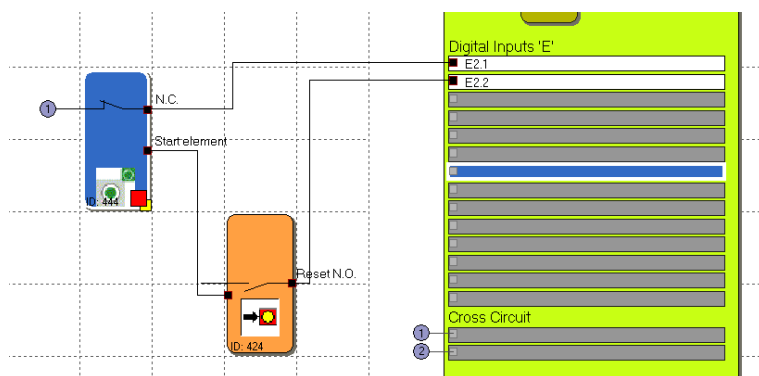 Digital Inputs 'E'
E2.1
E2.2
N.C.
1
Start element
ID: 444
Reset N.O.
ID: 424
Cross Circuit
1
2